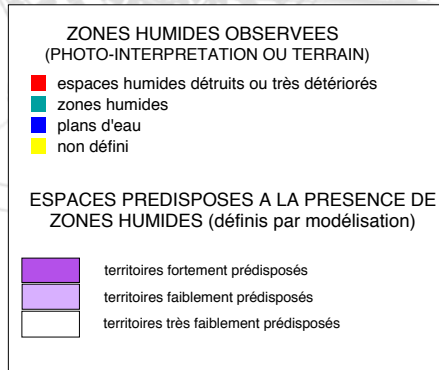 ZONES HUMIDES OBSERVEES
(PHOTO-INTERPRETATION OU TERRAIN)
espaces humides détruits ou très détériorés
zones humides
plans d'eau
non défini
ESPACES PREDISPOSES A LA PRESENCE DE
ZONES HUMIDES (définis par modélisation)
territoires fortement prédisposés
territoires faiblement prédisposés
territoires très faiblement prédisposés